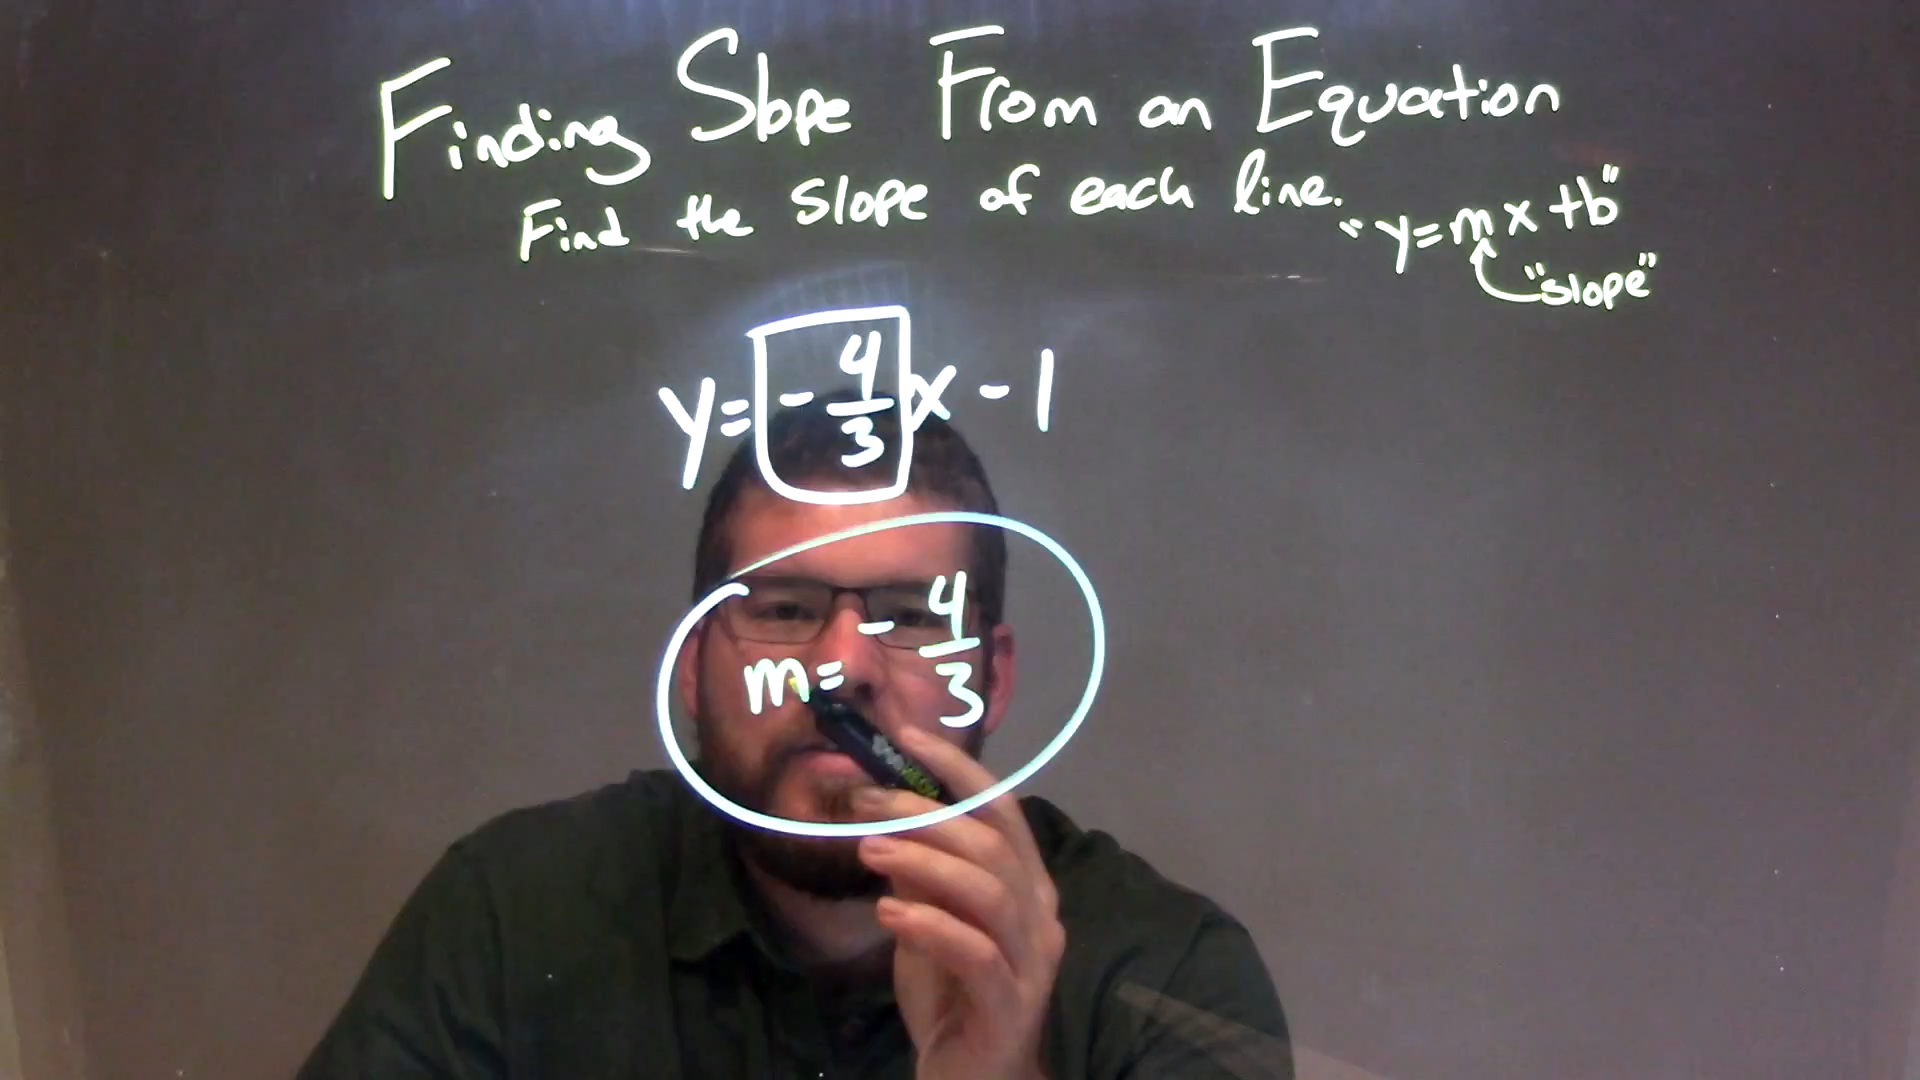 Finding Slope From an Equation
Find the slope of each line.
"y=mx+b"
"slope"
y=-4/3x-1
m=-4/3